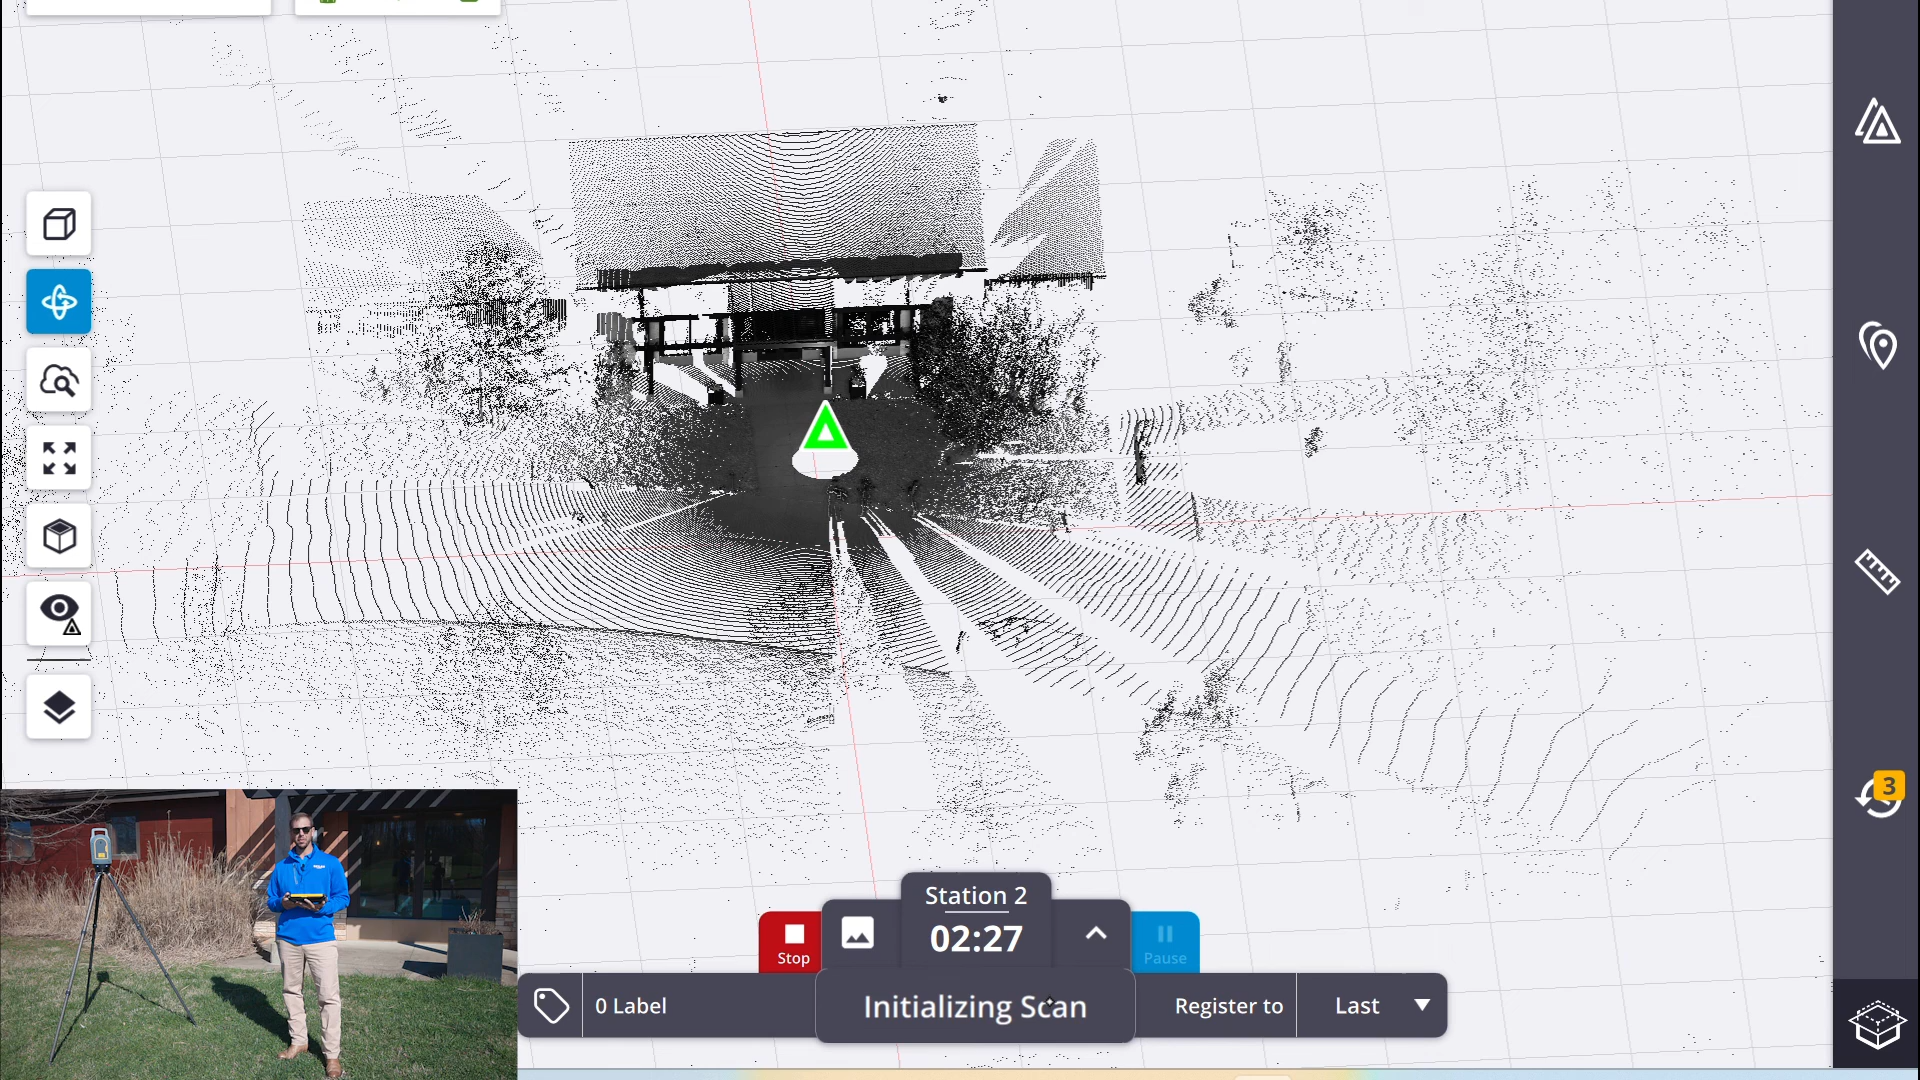 3
Station 2
02:27
Stop
Pause
0 Label
Initializing Scan
Register to
Last